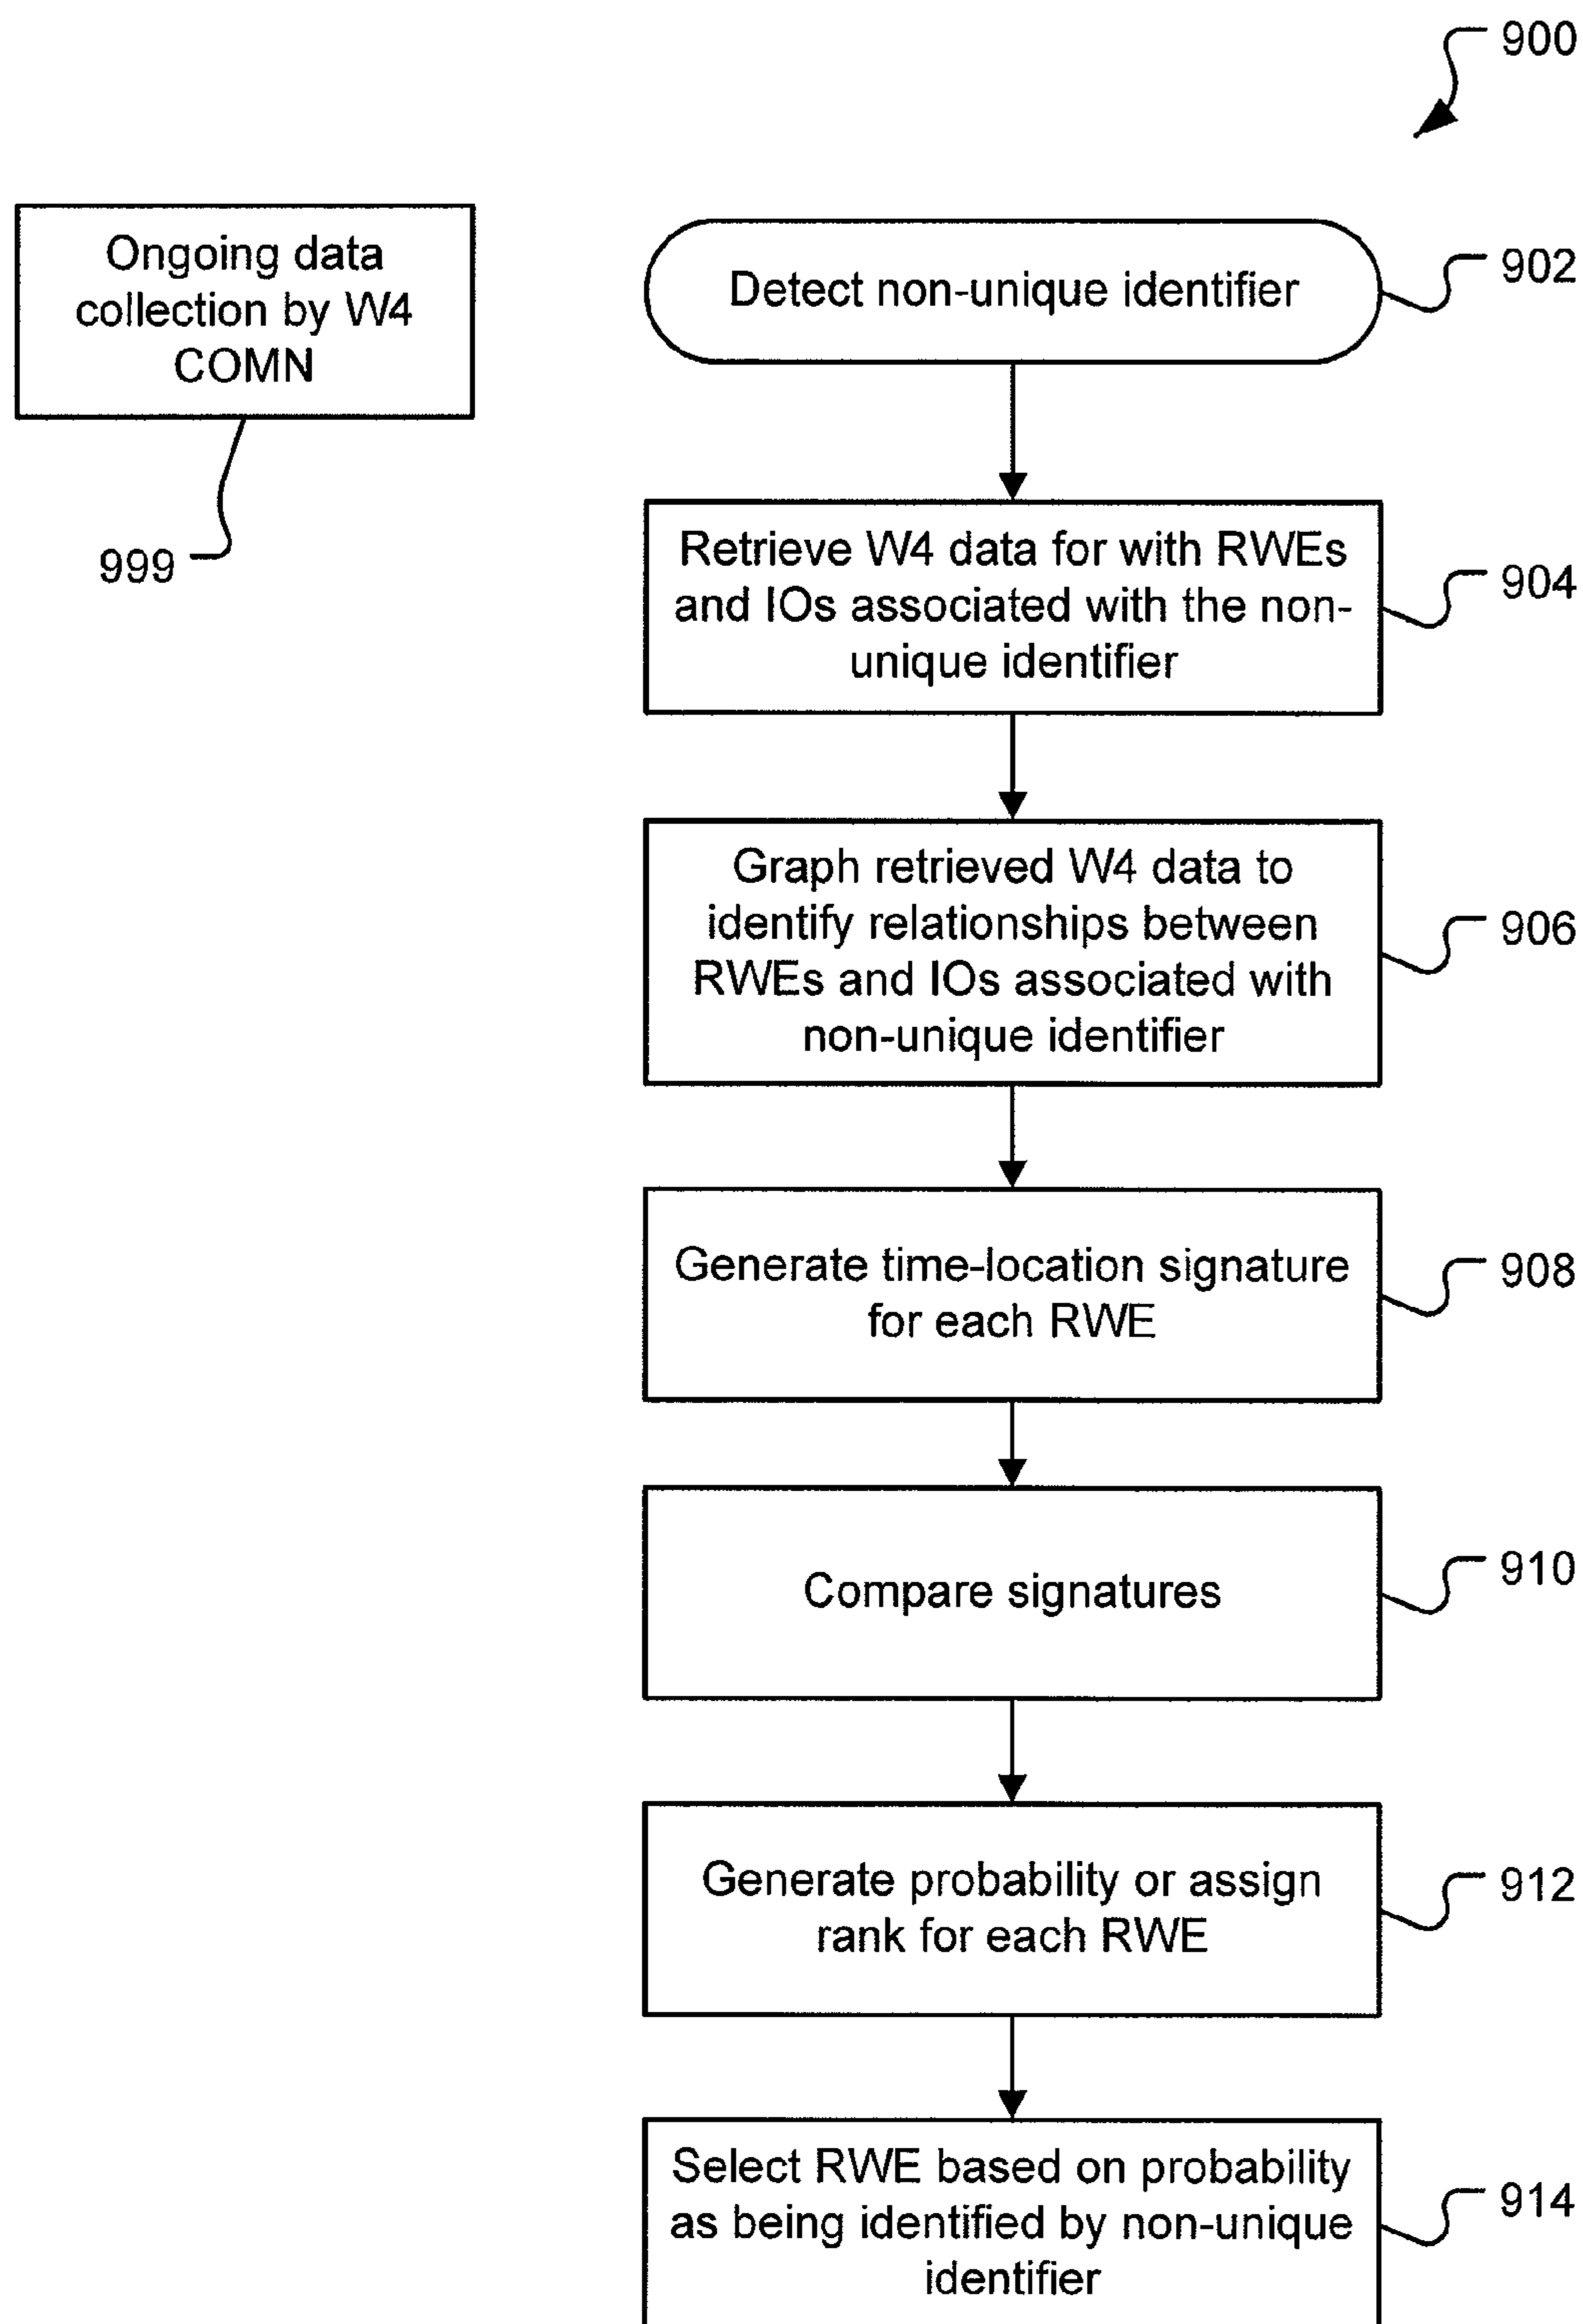 900
Ongoing data
collection by W4
COMN
999
Detect non-unique identifier
902
Retrieve W4 data for with RWEs
and IOs associated with the non-
unique identifier
904
Graph retrieved W4 data to
identify relationships between
RWEs and IOs associated with
non-unique identifier
906
Generate time-location signature
for each RWE
908
Compare signatures
910
Generate probability or assign
rank for each RWE
912
Select RWE based on probability
as being identified by non-unique
identifier
914